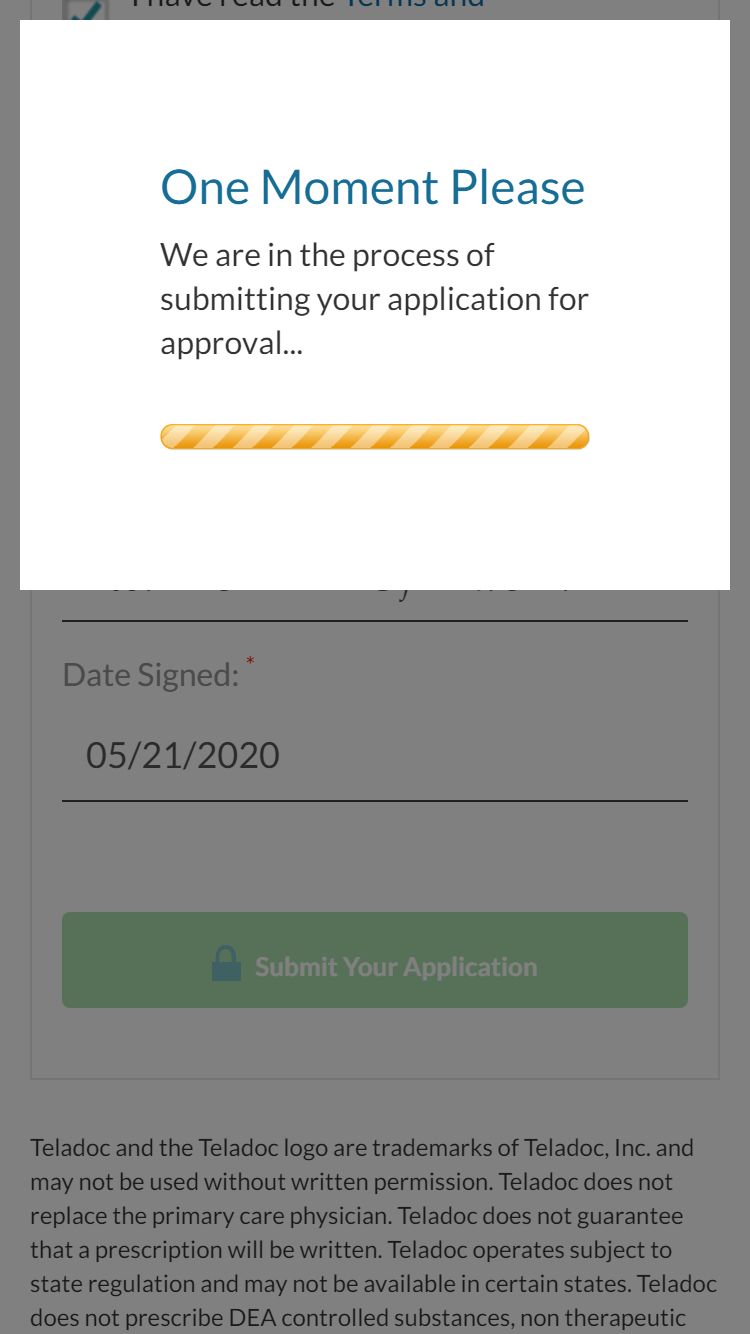 I have read the Terms and
One Moment Please
We are in the process of
submitting your application for
approval...
Date Signed: *
05/21/2020
Submit Your Application
Teladoc and the Teladoc logo are trademarks of Teladoc, Inc. and
may not be used without written permission. Teladoc does not
replace the primary care physician. Teladoc does not guarantee
that a prescription will be written. Teladoc operates subject to
state regulation and may not be available in certain states. Teladoc
does not prescribe DEA controlled substances, non therapeutic